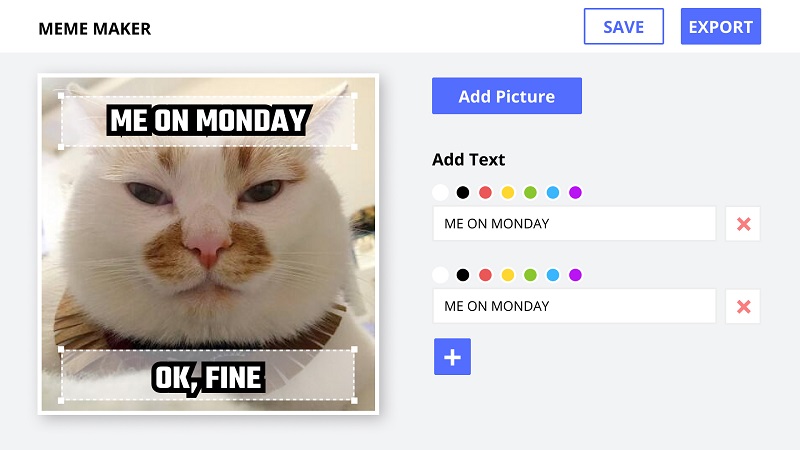 MEME MAKER
SAVE
EXPORT
ME ON MONDAY
OK, FINE
Add Picture
Add Text
ME ON MONDAY
ME ON MONDAY